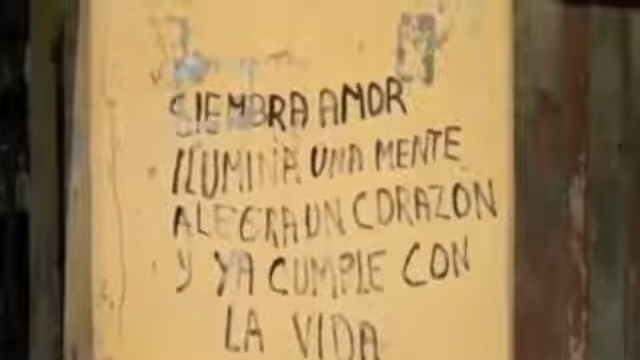 SIEMBRA AMOR
ILUMINA UNA MENTE
ALEGRA UN CORAZON
Y YA CUMPLE CON
LA VIDA